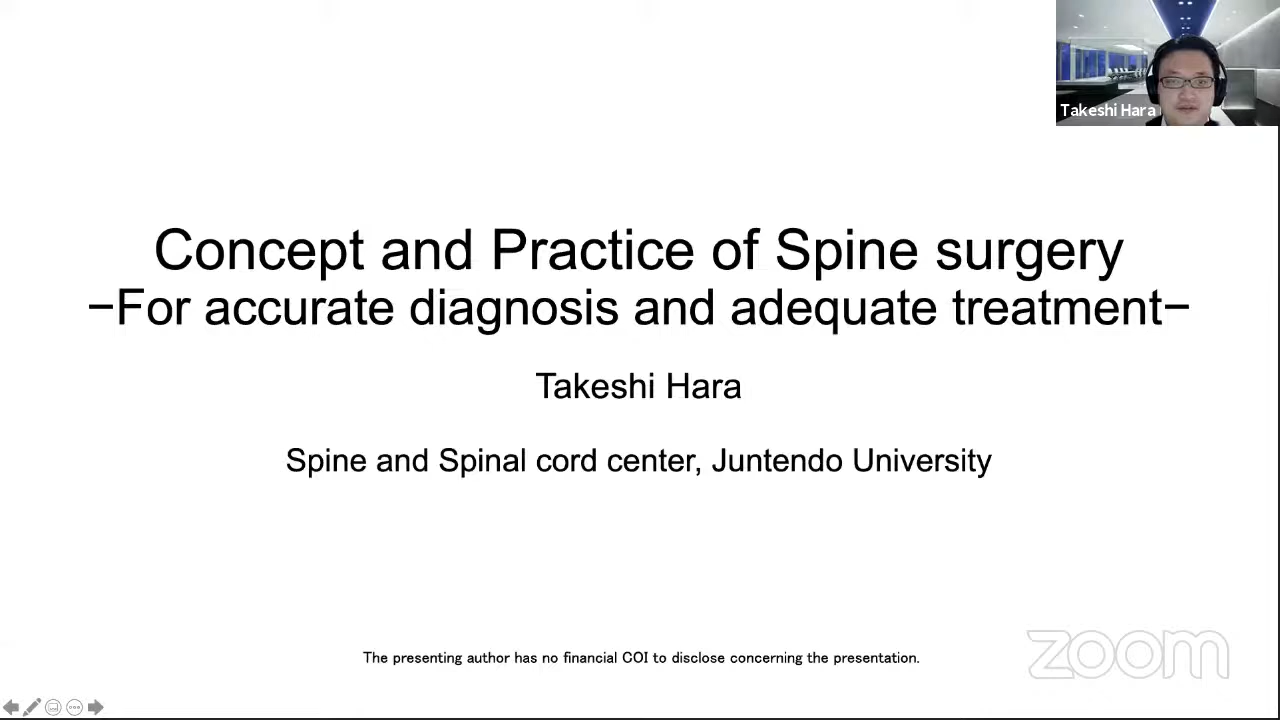 Takeshi Hara
Concept and Practice of Spine surgery
−For accurate diagnosis and adequate treatment−
Takeshi Hara
Spine and Spinal cord center, Juntendo University
The presenting author has no financial COI to disclose concerning the presentation.
zoom